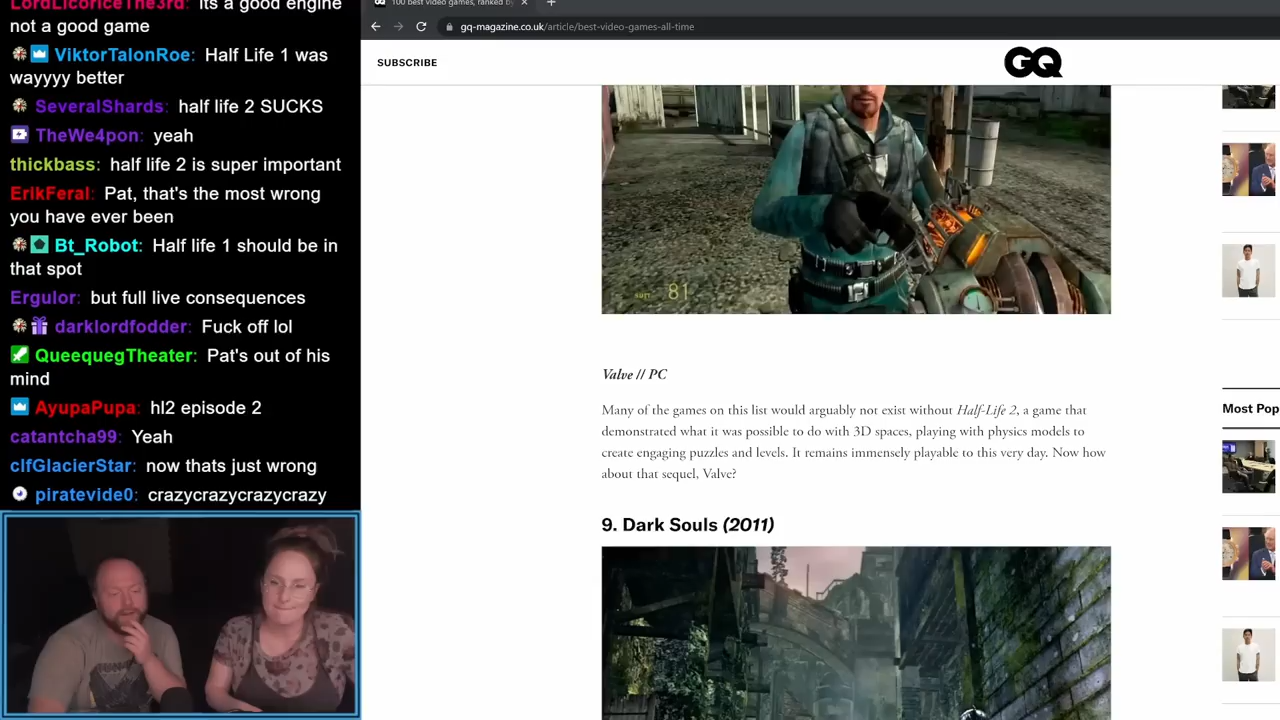 LordLicoriceThe3rd: its a good engine
not a good game
ViktorTalonRoe: Half Life 1 was
wayyyy better
SeveralShards: half life 2 SUCKS
TheWe4pon: yeah
thickbass: half life 2 is super important
ErikFeral: Pat, that's the most wrong
you have ever been
Bt_Robot: Half life 1 should be in
that spot
Ergulor: but full live consequences
darklordfodder: Fuck off lol
QueequegTheater: Pat's out of his
mind
AyupaPupa: hl2 episode 2
catantcha99: Yeah
clfGlacierStar: now thats just wrong
piratevide0: crazycrazycrazycrazy
100 best video games, ranked by
gq-magazine.co.uk/article/best-video-games-all-time
SUBSCRIBE
GQ
81
Valve // PC
Many of the games on this list would arguably not exist without Half-Life 2, a game that
demonstrated what it was possible to do with 3D spaces, playing with physics models to
create engaging puzzles and levels. It remains immensely playable to this very day. Now how
about that sequel, Valve?
9. Dark Souls (2011)
Most Pop